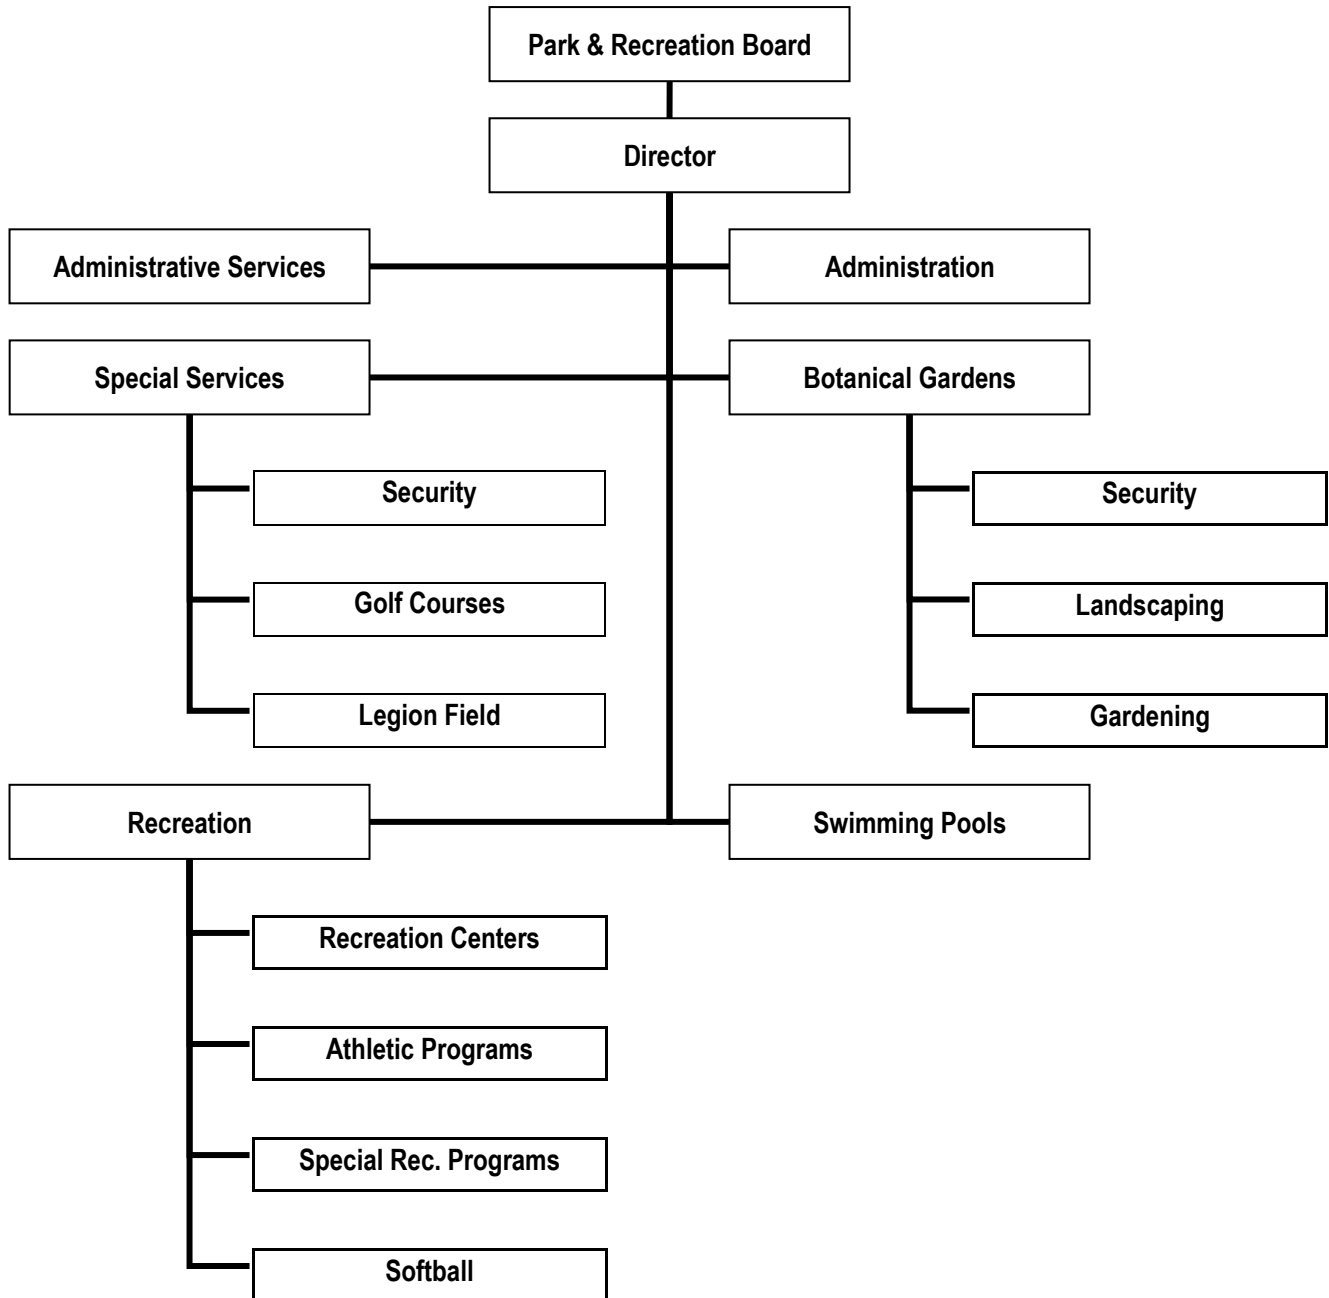 Park & Recreation Board
Director
Administrative Services
Administration
Special Services
Botanical Gardens
Security
Security
Golf Courses
Landscaping
Legion Field
Gardening
Recreation
Swimming Pools
Recreation Centers
Athletic Programs
Special Rec. Programs
Softball